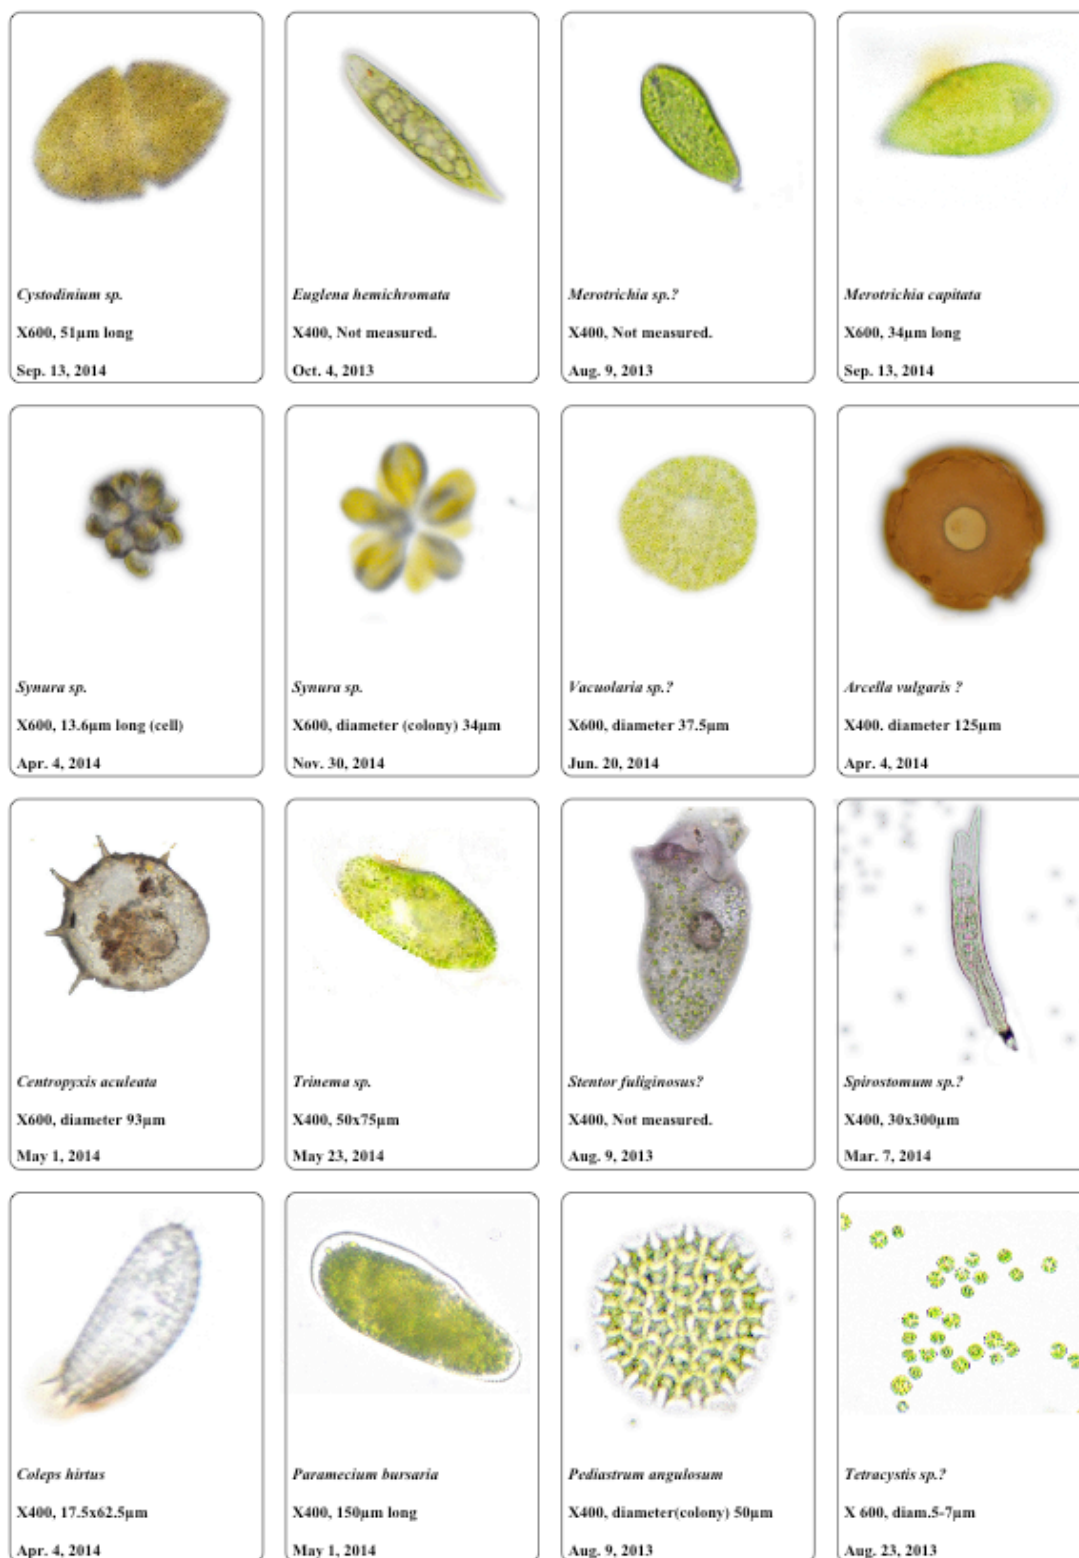 Cystodinium sp.
X600, 51µm long
Sep. 13, 2014
Euglena hemichromata
X400, Not measured.
Oct. 4, 2013
Merotrichia sp.?
X400, Not measured.
Aug. 9, 2013
Merotrichia capitata
X600, 34µm long
Sep. 13, 2014
Synura sp.
X600, 13.6µm long (cell)
Apr. 4, 2014
Synura sp.
X600, diameter (colony) 34µm
Nov. 30, 2014
Vacuolaria sp.?
X600, diameter 37.5µm
Jun. 20, 2014
Arcella vulgaris ?
X400. diameter 125µm
Apr. 4, 2014
Centropyxis aculeata
X600, diameter 93µm
May 1, 2014
Trinema sp.
X400, 50x75µm
May 23, 2014
Stentor fuliginosus?
X400, Not measured.
Aug. 9, 2013
Spirostomum sp.?
X400, 30x300µm
Mar. 7, 2014
Coleps hirtus
X400, 17.5x62.5µm
Apr. 4, 2014
Paramecium bursaria
X400, 150µm long
May 1, 2014
Pediastrum angulosum
X400, diameter(colony) 50µm
Aug. 9, 2013
Tetracystis sp.?
X 600, diam.5-7µm
Aug. 23, 2013